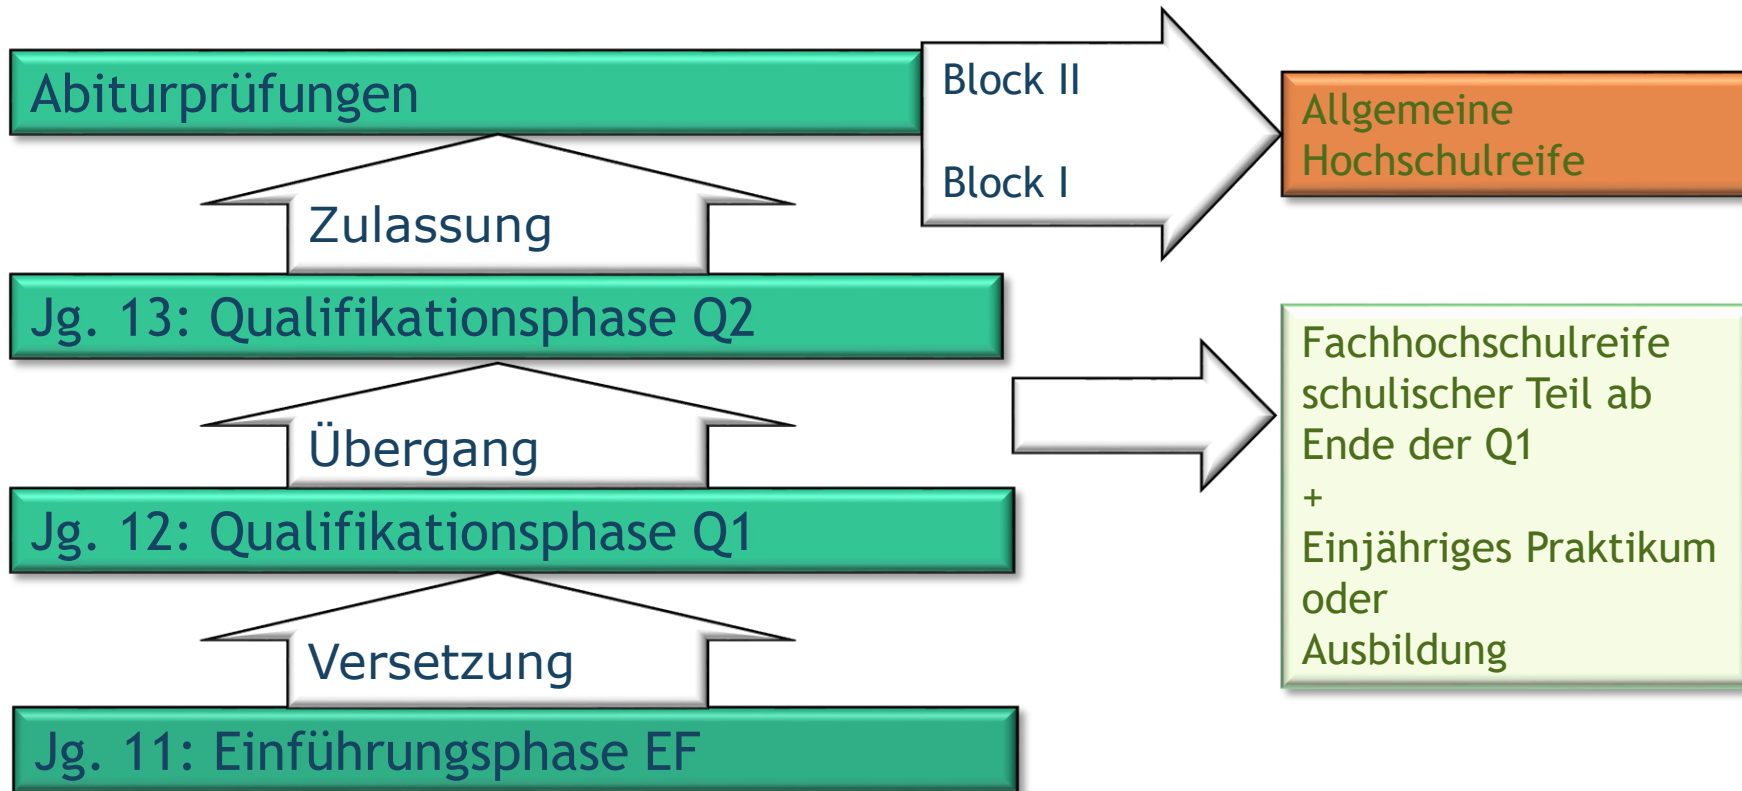 Abiturprüfungen
Block II
Block I
Allgemeine
Hochschulreife
Zulassung
Jg. 13: Qualifikationsphase Q2
Fachhochschulreife
schulischer Teil ab
Ende der Q1
+
Einjähriges Praktikum
oder
Ausbildung
Übergang
Jg. 12: Qualifikationsphase Q1
Versetzung
Jg. 11: Einführungsphase EF